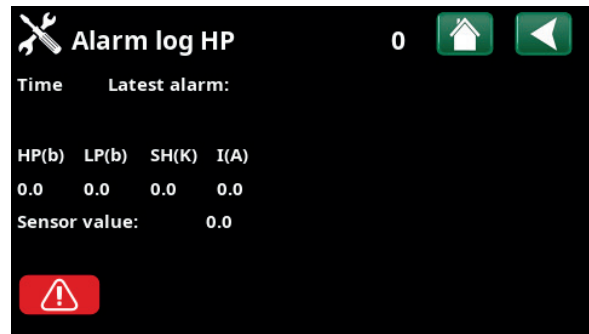 Alarm log HP 0
Time Latest alarm:
HP(b) LP(b) SH(K) I(A)
0.0 0.0 0.0 0.0
Sensor value: 0.0